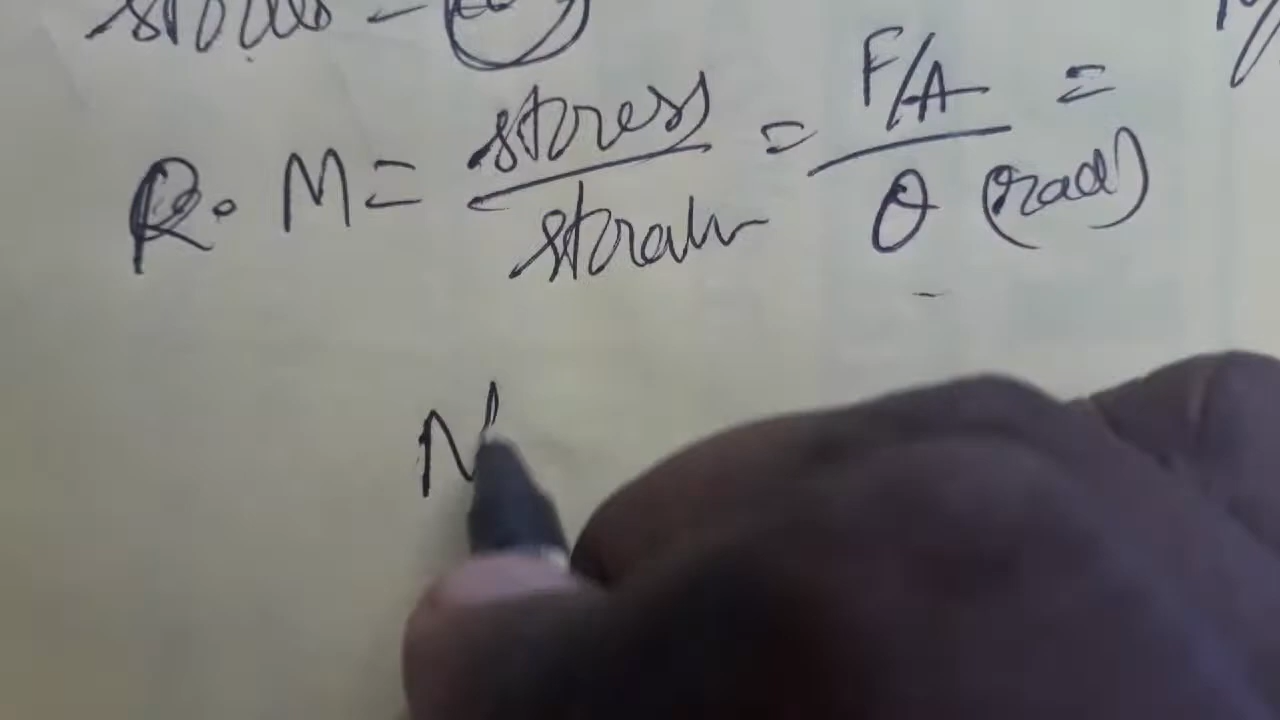 R. M = stress / strain = F/A / θ (rad) =
N